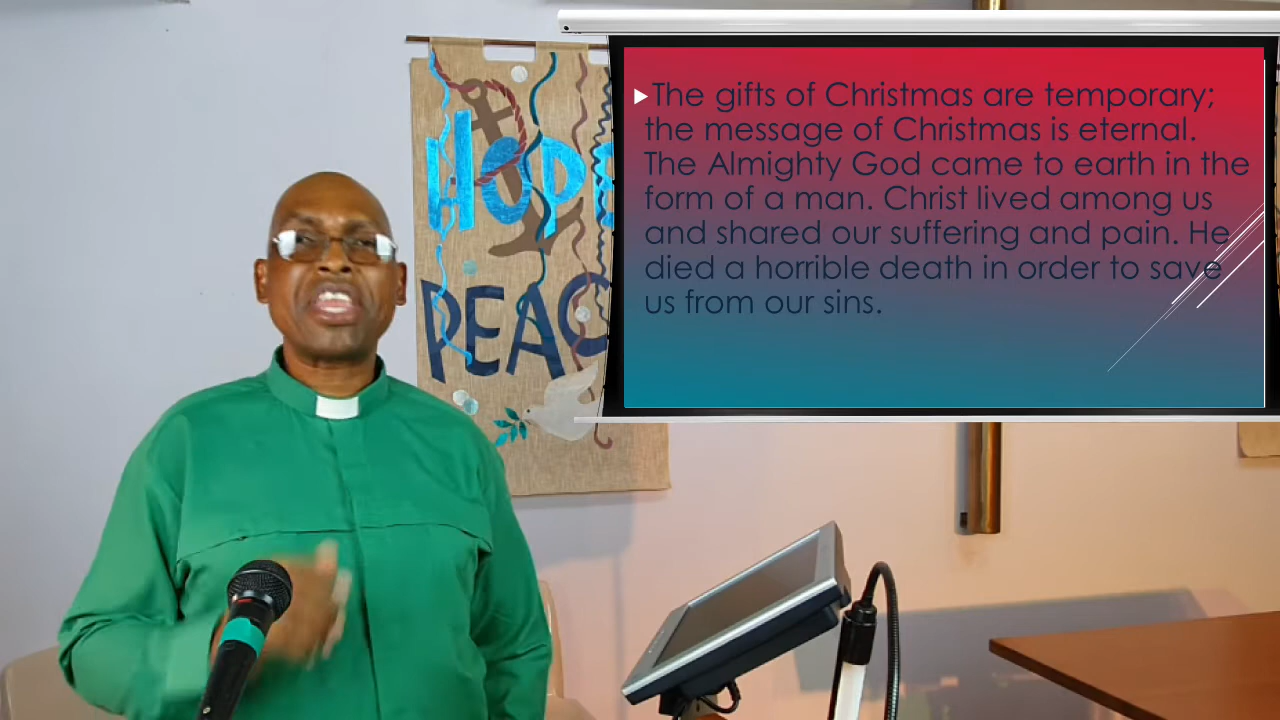 HOPE
PEAC
The gifts of Christmas are temporary;
the message of Christmas is eternal.
The Almighty God came to earth in the
form of a man. Christ lived among us
and shared our suffering and pain. He
died a horrible death in order to save
us from our sins.